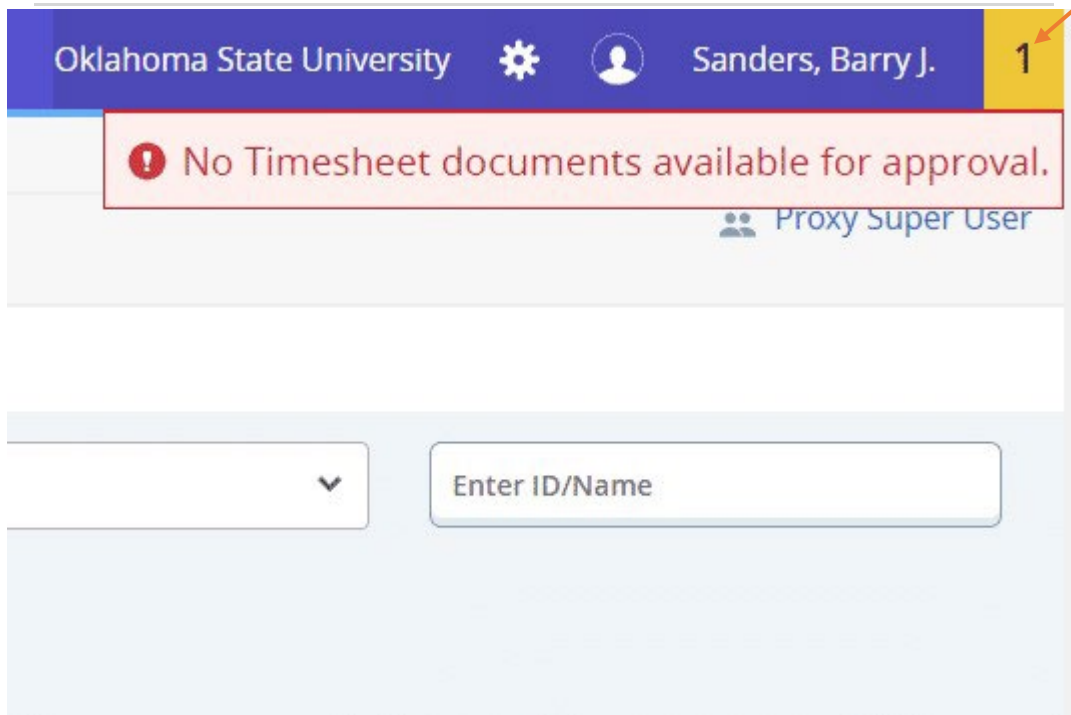 Oklahoma State University Sanders, Barry J. 1
No Timesheet documents available for approval.
Proxy Super User
Enter ID/Name